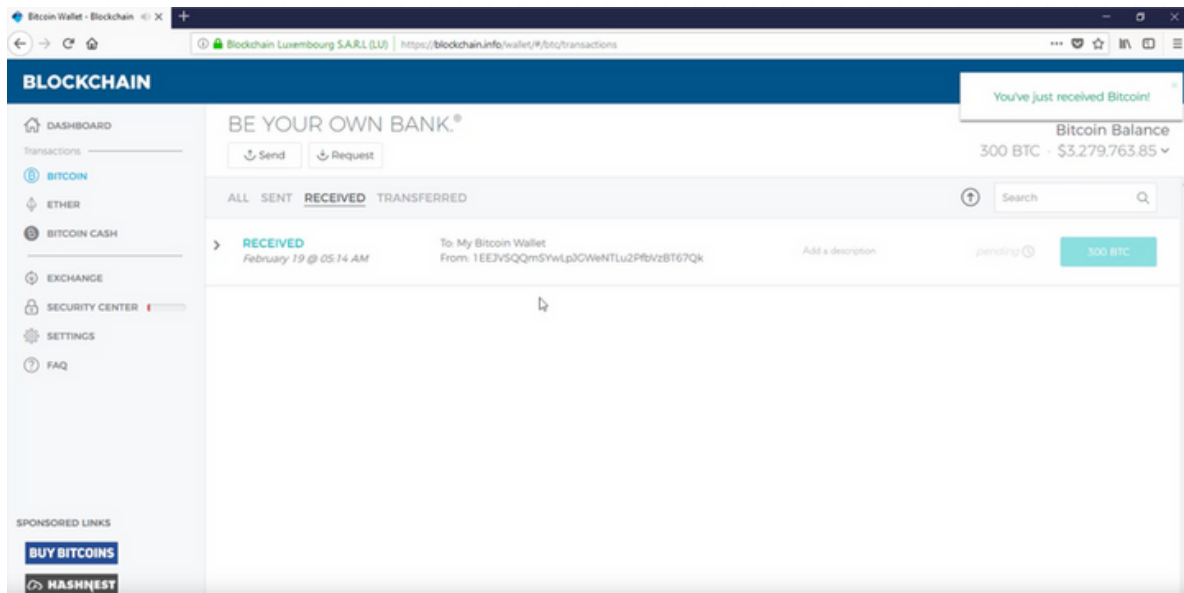 Bitcoin Wallet - Blockchain
Blockchain Luxembourg S.A.R.L (LU) https://blockchain.info/wallet/#/btc/transactions
BLOCKCHAIN
You've just received Bitcoin!
DASHBOARD
Transactions
BITCOIN
ETHER
BITCOIN CASH
EXCHANGE
SECURITY CENTER
SETTINGS
FAQ
SPONSORED LINKS
BUY BITCOINS
HASHNEST
BE YOUR OWN BANK.®
Send Request
Bitcoin Balance
300 BTC - $3,279,763.85
ALL SENT RECEIVED TRANSFERRED
Search
RECEIVED
February 19 @ 05:14 AM
To: My Bitcoin Wallet
From: 1EEJVSQQmSYwLpJGWeNTLu2PfbVzBT67Qk
Add a description
pending
300 BTC